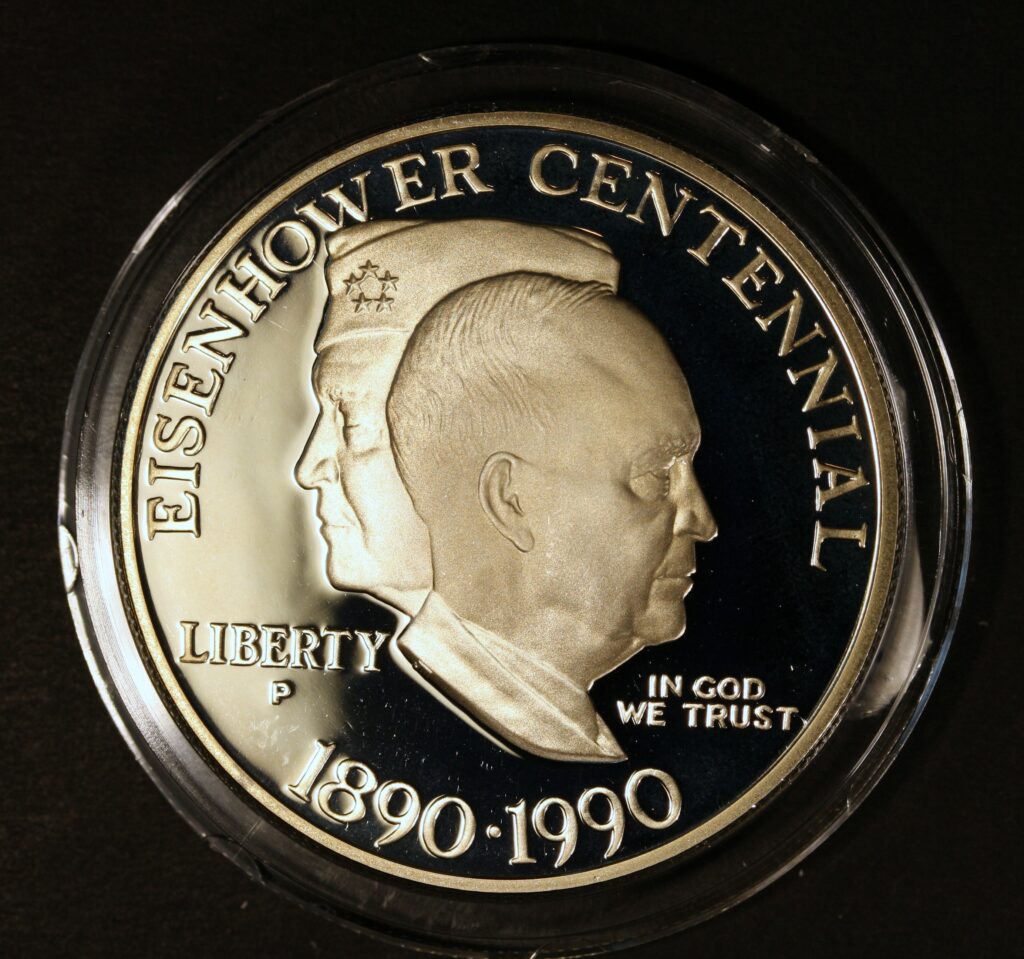 EISENHOWER CENTENNIAL
LIBERTY
P
IN GOD
WE TRUST
1890·1990